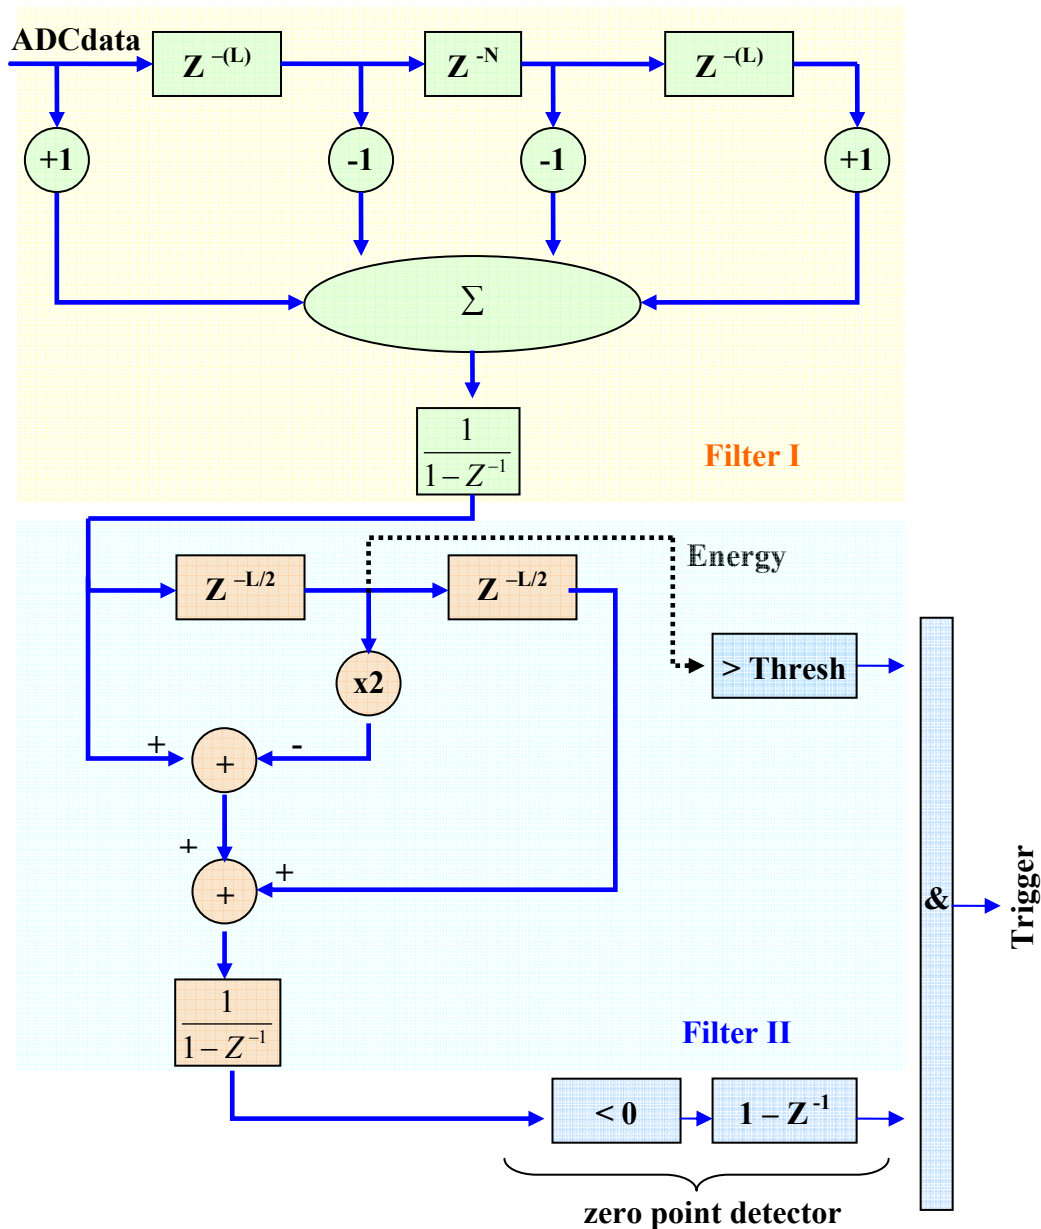 ADCdata
Z –(L)
Z -N
Z –(L)
+1
-1
-1
+1
∑
1
1 – Z –1
Filter I
Energy
Z –L/2
Z –L/2
> Thresh
x2
+
-
+
+
+
+
&
Trigger
1
1 – Z –1
Filter II
< 0
1 – Z -1
zero point detector